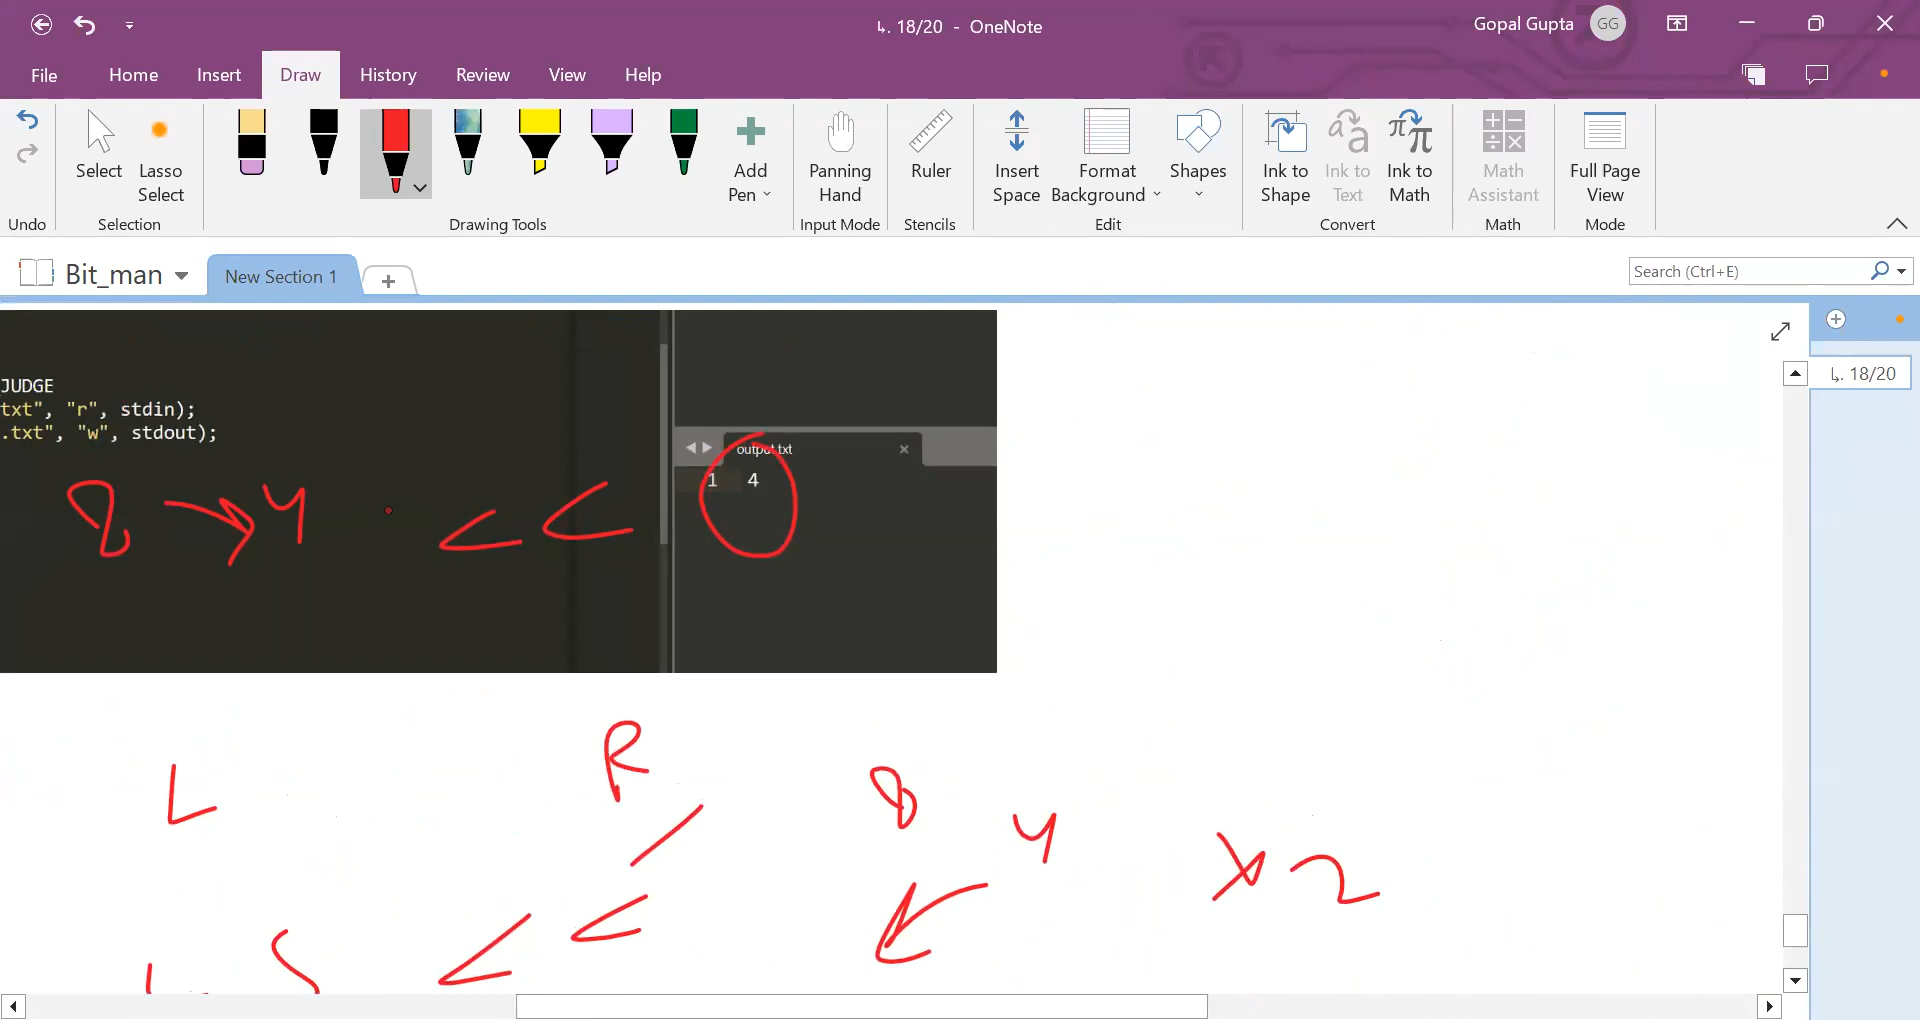 ч. 18/20 - OneNote
Gopal Gupta GG
File Home Insert Draw History Review View Help
Undo
Select
Lasso Select
Selection
Drawing Tools
Add Pen
Panning Hand
Input Mode
Ruler
Stencils
Insert Space
Format Background
Shapes
Edit
Ink to Shape
Ink to Text
Ink to Math
Convert
Math Assistant
Math
Full Page View
Mode
Bit_man New Section 1
Search (Ctrl+E)
18/20
JUDGE
txt", "r", stdin);
.txt", "w", stdout);
output.txt
1 4
8 → 4 < <
L R 8 4 × 2
< <